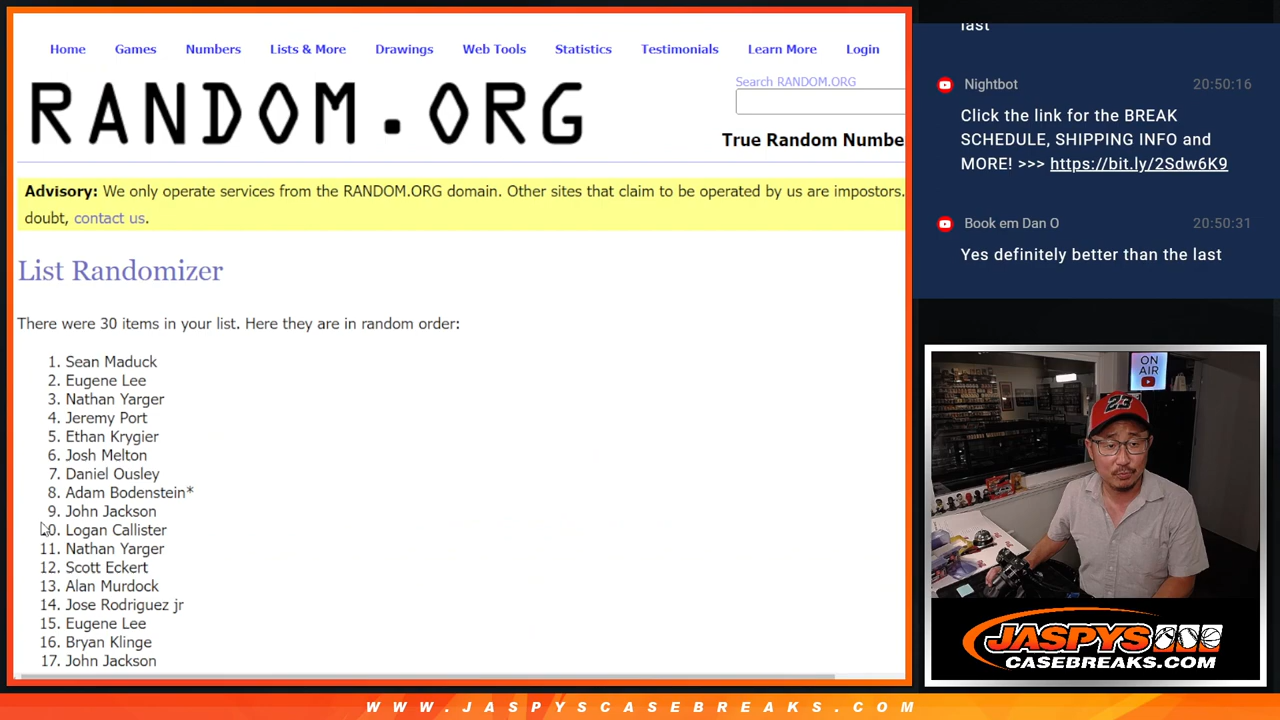 Home Games Numbers Lists & More Drawings Web Tools Statistics Testimonials Learn More Login
RANDOM.ORG
Search RANDOM.ORG
True Random Numbe
Advisory: We only operate services from the RANDOM.ORG domain. Other sites that claim to be operated by us are impostors.
doubt, contact us.
List Randomizer
There were 30 items in your list. Here they are in random order:
1. Sean Maduck
2. Eugene Lee
3. Nathan Yarger
4. Jeremy Port
5. Ethan Krygier
6. Josh Melton
7. Daniel Ousley
8. Adam Bodenstein*
9. John Jackson
10. Logan Callister
11. Nathan Yarger
12. Scott Eckert
13. Alan Murdock
14. Jose Rodriguez jr
15. Eugene Lee
16. Bryan Klinge
17. John Jackson
last
Nightbot 20:50:16
Click the link for the BREAK
SCHEDULE, SHIPPING INFO and
MORE! >>> https://bit.ly/2Sdw6K9
Book em Dan O 20:50:31
Yes definitely better than the last
ON
AIR
23
JASPYS
CASEBREAKS.COM
WWW.JASPYSCASEBREAKS.COM